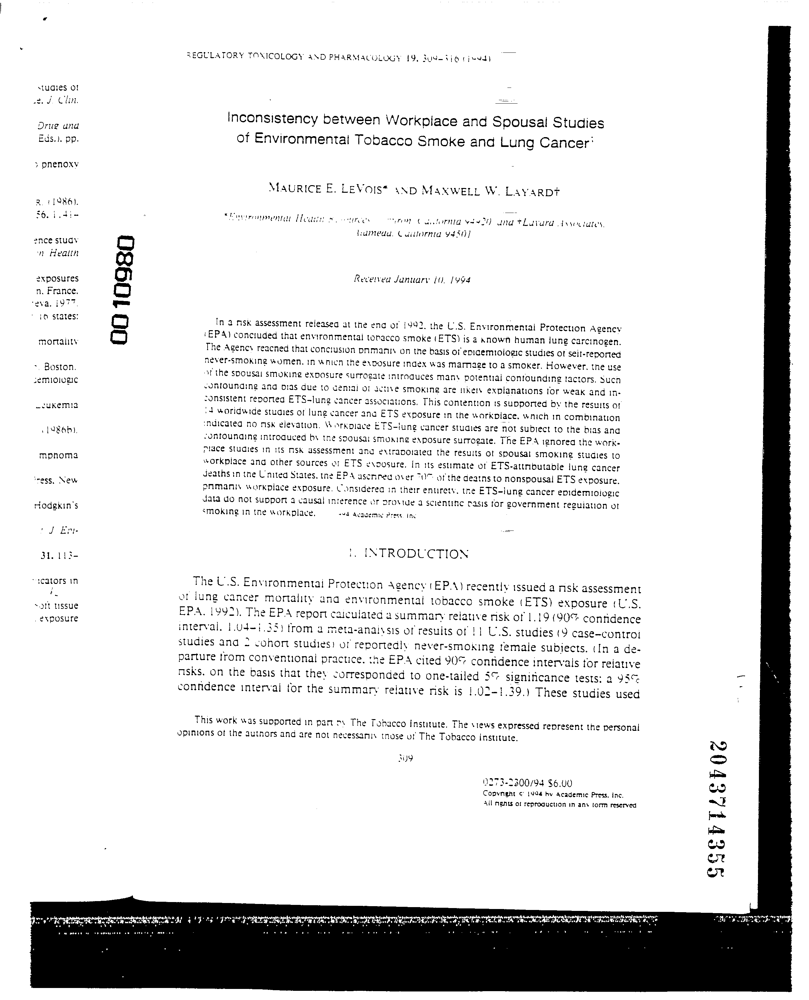 REGULATORY TOXICOLOGY AND PHARMACOLOGY 19, 309–316 (1994)
Inconsistency between Workplace and Spousal Studies
of Environmental Tobacco Smoke and Lung Cancer
MAURICE E. LEVOIS* AND MAXWELL W. LAYARD†
*Environmental Health Resources, California 94920, and †Layard Associates,
Alameda, California 94501
Received January 10, 1994
In a risk assessment released at the end of 1992, the U.S. Environmental Protection Agency
(EPA) concluded that environmental tobacco smoke (ETS) is a known human lung carcinogen.
The Agency reached that conclusion primarily on the basis of epidemiologic studies of self-reported
never-smoking women, in which the exposure index was marriage to a smoker. However, the use
of the spousal smoking exposure surrogate introduces many potential confounding factors. Such
confounding and bias due to denial of active smoking are likely explanations for weak and in-
consistent reported ETS–lung cancer associations. This contention is supported by the results of
14 worldwide studies of lung cancer and ETS exposure in the workplace, which in combination
indicated no risk elevation. Workplace ETS–lung cancer studies are not subject to the bias and
confounding introduced by the spousal smoking exposure surrogate. The EPA ignored the work-
place studies in its risk assessment and extrapolated the results of spousal smoking studies to
workplace and other sources of ETS exposure. In its estimate of ETS-attributable lung cancer
deaths in the United States, the EPA ascribed over 70% of the deaths to nonspousal ETS exposure,
primarily workplace exposure. Considered in their entirety, the ETS–lung cancer epidemiologic
data do not support a causal inference or provide a scientific basis for government regulation of
smoking in the workplace. 1994 Academic Press, Inc.
1. INTRODUCTION
The U.S. Environmental Protection Agency (EPA) recently issued a risk assessment
of lung cancer mortality and environmental tobacco smoke (ETS) exposure (U.S.
EPA, 1992). The EPA report calculated a summary relative risk of 1.19 (90% confidence
interval, 1.04–1.35) from a meta-analysis of results of 11 U.S. studies (9 case–control
studies and 2 cohort studies) of reportedly never-smoking female subjects. (In a de-
parture from conventional practice, the EPA cited 90% confidence intervals for relative
risks, on the basis that they corresponded to one-tailed 5% significance tests; a 95%
confidence interval for the summary relative risk is 1.02–1.39.) These studies used
This work was supported in part by The Tobacco Institute. The views expressed represent the personal
opinions of the authors and are not necessarily those of The Tobacco Institute.
309
0273-2300/94 $6.00
Copyright © 1994 by Academic Press, Inc.
All rights of reproduction in any form reserved
studies of
e. J. Clin.
Drug and
Eds.), pp.
phenoxy
R. (1986).
56, 1.41–
ence study
in Health
exposures
n. France.
eva, 1977.
16 states:
mortality
Boston.
demiologic
Leukemia
(1986b).
mphoma
Press, New
Hodgkin's
J Epi-
31, 113–
icators in
soft tissue
exposure
00110980
2043714355